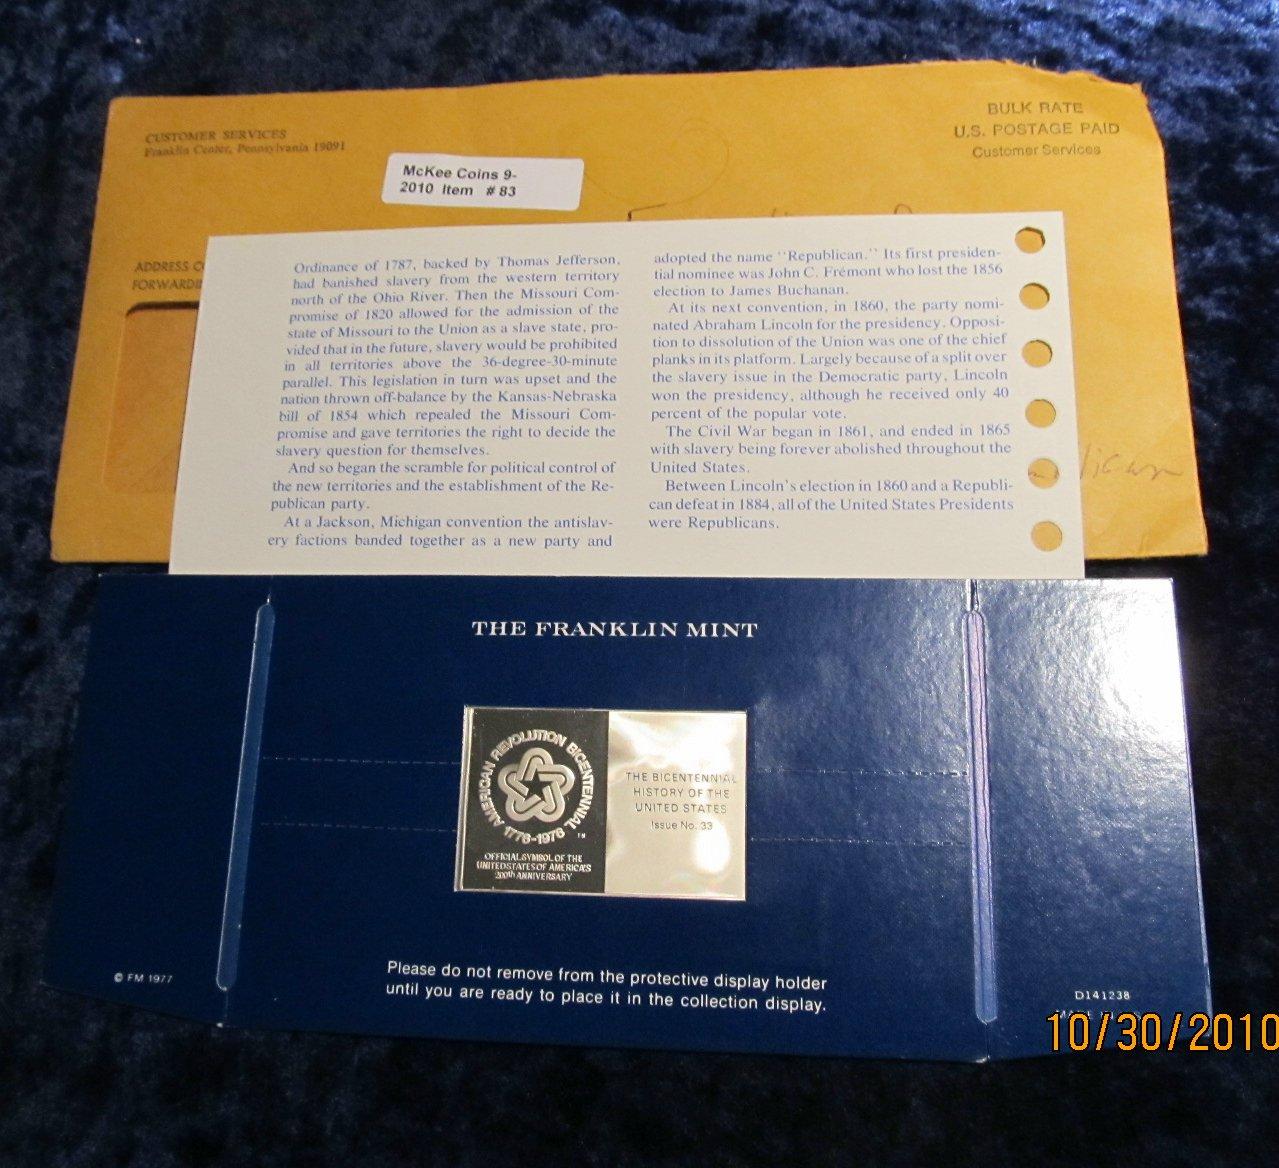 CUSTOMER SERVICES
Franklin Center, Pennsylvania 19091
BULK RATE
U.S. POSTAGE PAID
Customer Services
McKee Coins 9-
2010 Item # 83
ADDRESS
Ordinance of 1787, backed by Thomas Jefferson,
had banished slavery from the western territory
north of the Ohio River. Then the Missouri Com-
promise of 1820 allowed for the admission of the
state of Missouri to the Union as a slave state, pro-
vided that in the future, slavery would be prohibited
in all territories above the 36-degree-30-minute
parallel. This legislation in turn was upset and the
nation thrown off-balance by the Kansas-Nebraska
bill of 1854 which repealed the Missouri Com-
promise and gave territories the right to decide the
slavery question for themselves.
And so began the scramble for political control of
the new territories and the establishment of the Re-
publican party.
At a Jackson, Michigan convention the antislav-
ery factions banded together as a new party and
adopted the name "Republican." Its first presiden-
tial nominee was John C. Frémont who lost the 1856
election to James Buchanan.
At its next convention, in 1860, the party nomi-
nated Abraham Lincoln for the presidency. Opposi-
tion to dissolution of the Union was one of the chief
planks in its platform. Largely because of a split over
the slavery issue in the Democratic party, Lincoln
won the presidency, although he received only 40
percent of the popular vote.
The Civil War began in 1861, and ended in 1865
with slavery being forever abolished throughout the
United States.
Between Lincoln's election in 1860 and a Republi-
can defeat in 1884, all of the United States Presidents
were Republicans.
THE FRANKLIN MINT
AMERICAN REVOLUTION BICENTENNIAL
1776-1976
TM
OFFICIAL SYMBOL OF THE
UNITED STATES OF AMERICA'S
200th ANNIVERSARY
THE BICENTENNIAL
HISTORY OF THE
UNITED STATES
Issue No. 33
Please do not remove from the protective display holder
until you are ready to place it in the collection display.
© FM 1977
D141238
10/30/2010